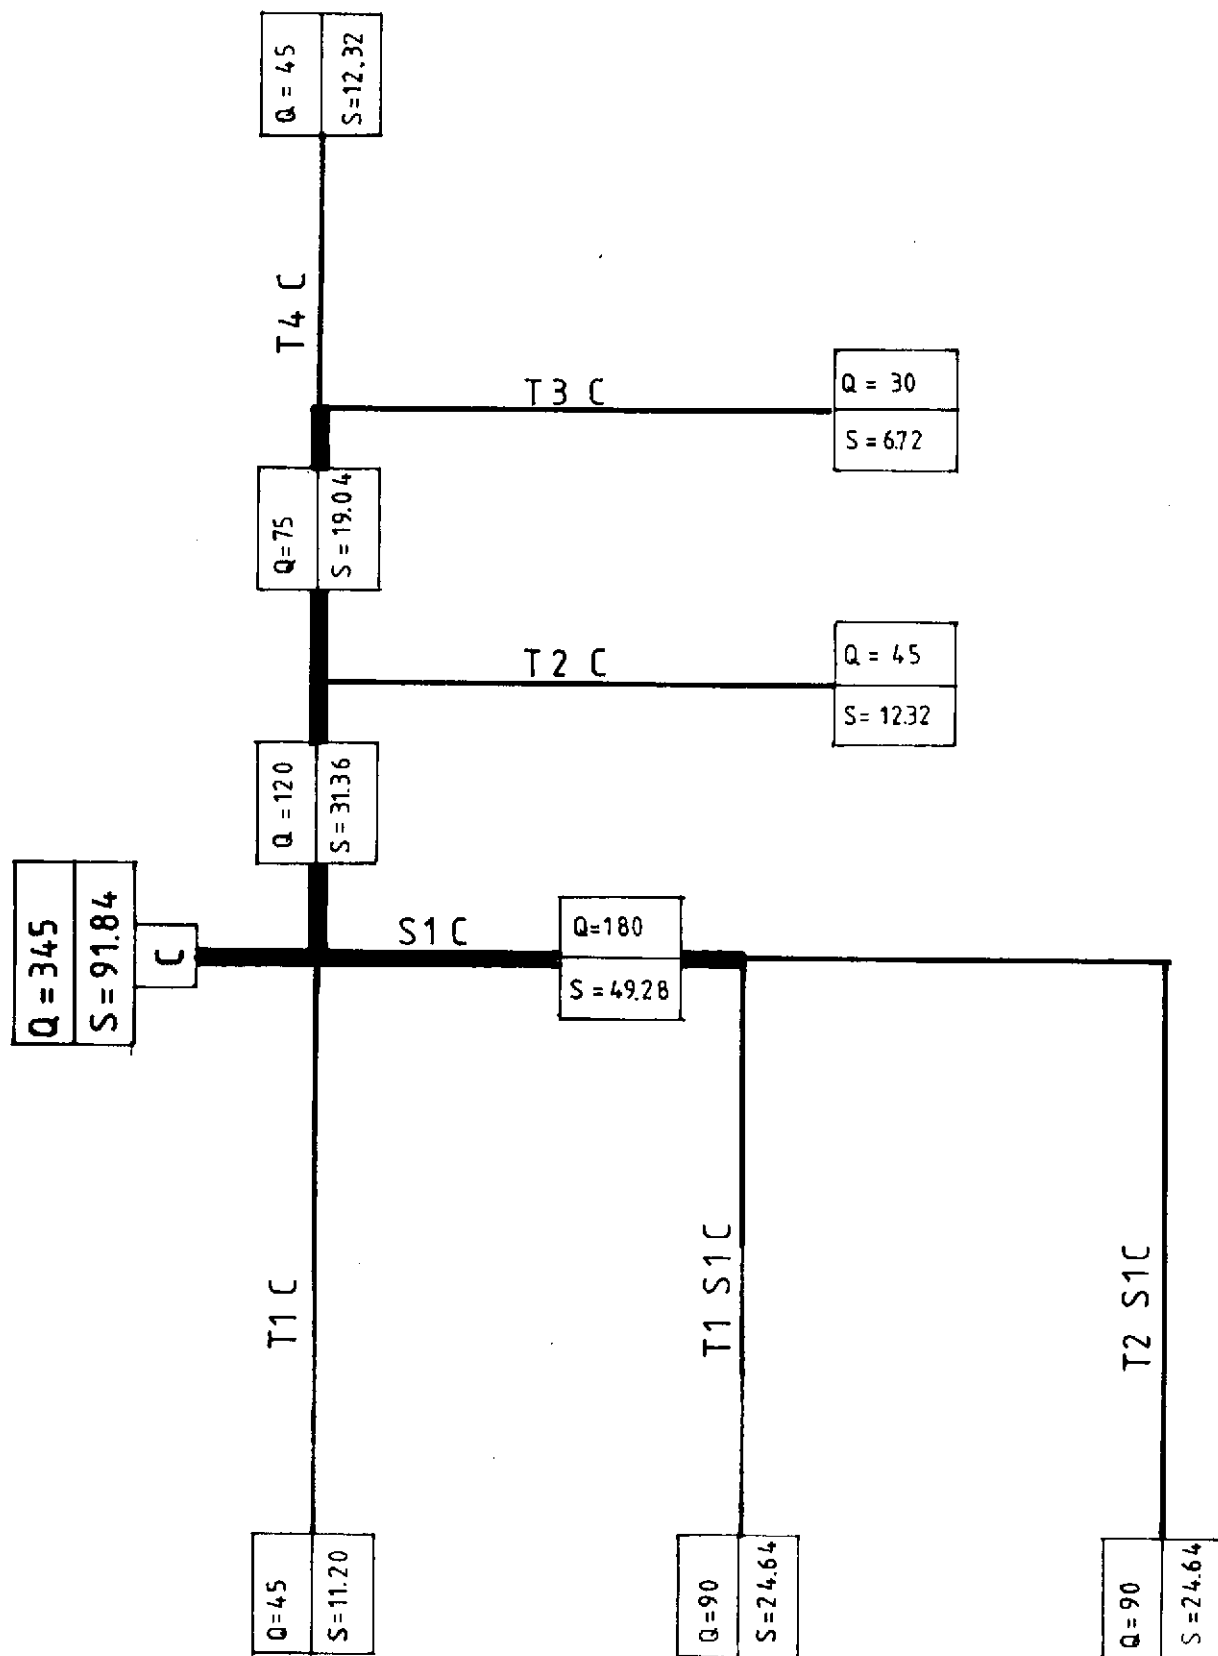 Q = 45
S=12.32
T4 C
T3 C
Q = 30
S = 6.72
Q=75
S = 19.04
T2 C
Q = 45
S= 12.32
Q = 120
S = 31.36
Q = 345
S = 91.84
C
S1 C
Q=180
S = 49.28
T1 C
T1 S1 C
T2 S1C
Q=45
S=11.20
Q=90
S=24.64
Q=90
S=24.64